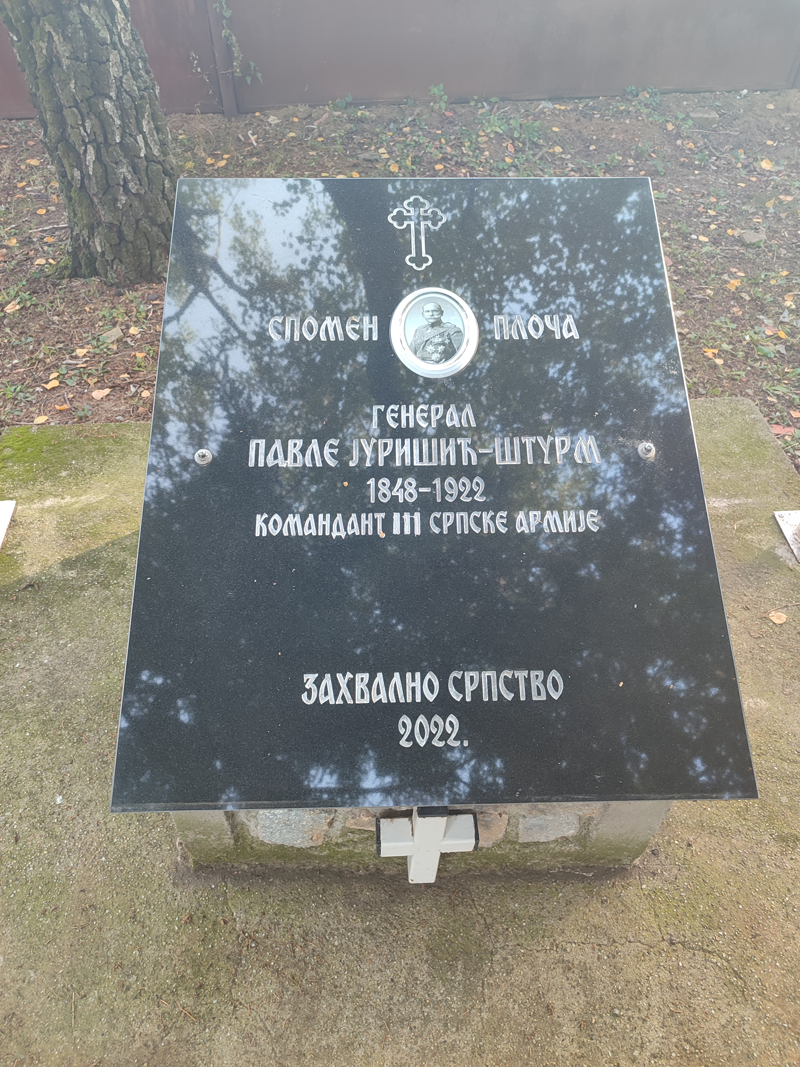 СПОМЕН ПЛОЧА
ГЕНЕРАЛ
ПАВЛЕ ЈУРИШИЋ-ШТУРМ
1848-1922
КОМАНДАНТ III СРПСКЕ АРМИЈЕ
ЗАХВАЛНО СРПСТВО
2022.